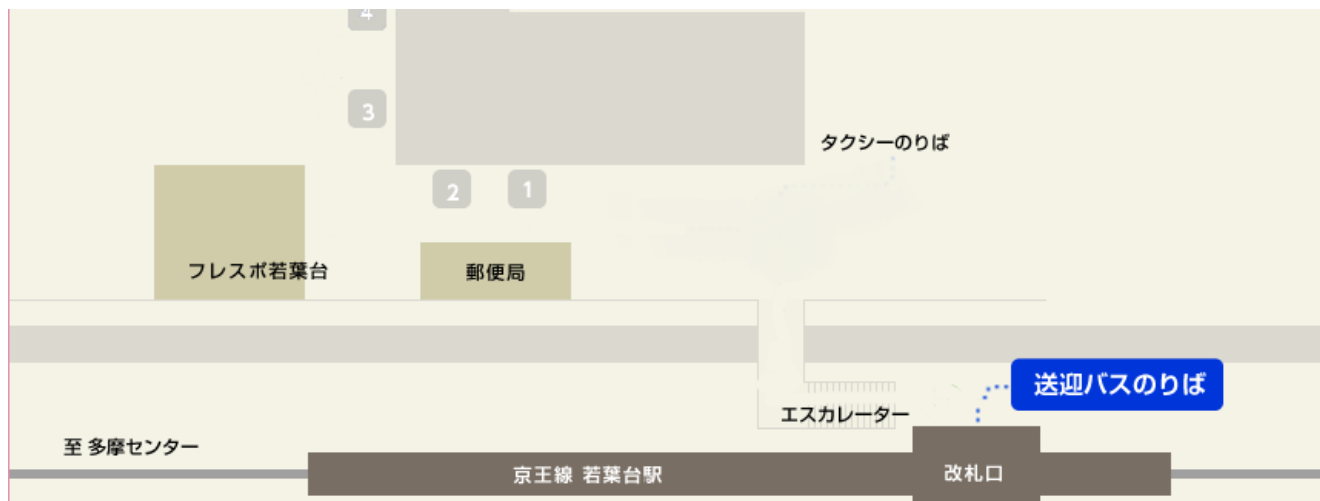 4
3
タクシーのりば
2
1
フレスポ若葉台
郵便局
送迎バスのりば
エスカレーター
至 多摩センター
京王線 若葉台駅
改札口